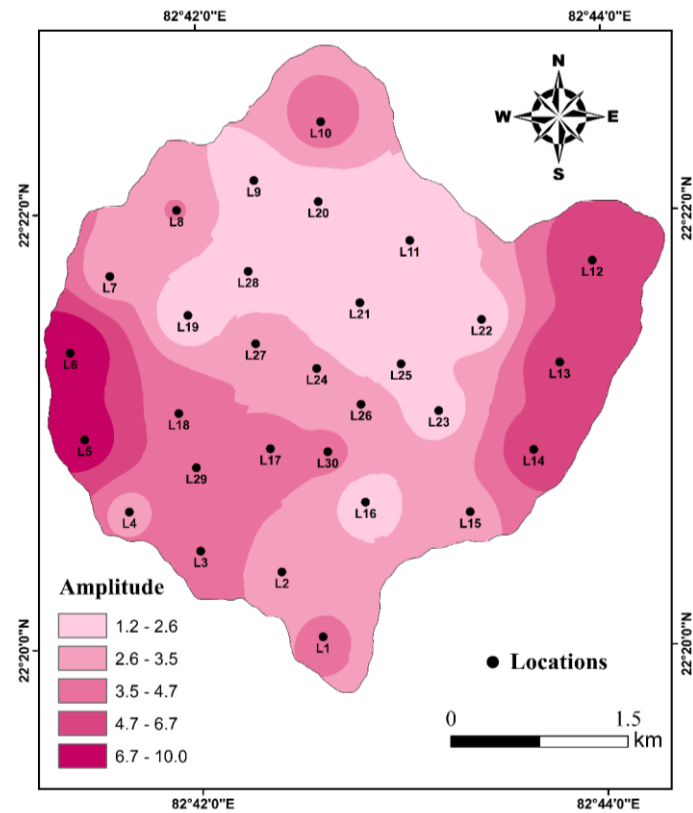 82°42'0"E 82°44'0"E
N
W E
S
22°22'0"N 22°22'0"N
L10
L9
L20
L8
L11
L12
L7
L28
L21
L19
L22
L27
L6
L24
L25
L13
L26
L23
L18
L5
L17
L30
L14
L29
L16
L4
L15
L3
L2
L1
22°20'0"N 22°20'0"N
Amplitude
1.2 - 2.6
2.6 - 3.5
3.5 - 4.7
4.7 - 6.7
6.7 - 10.0
Locations
0 1.5
km
82°42'0"E 82°44'0"E